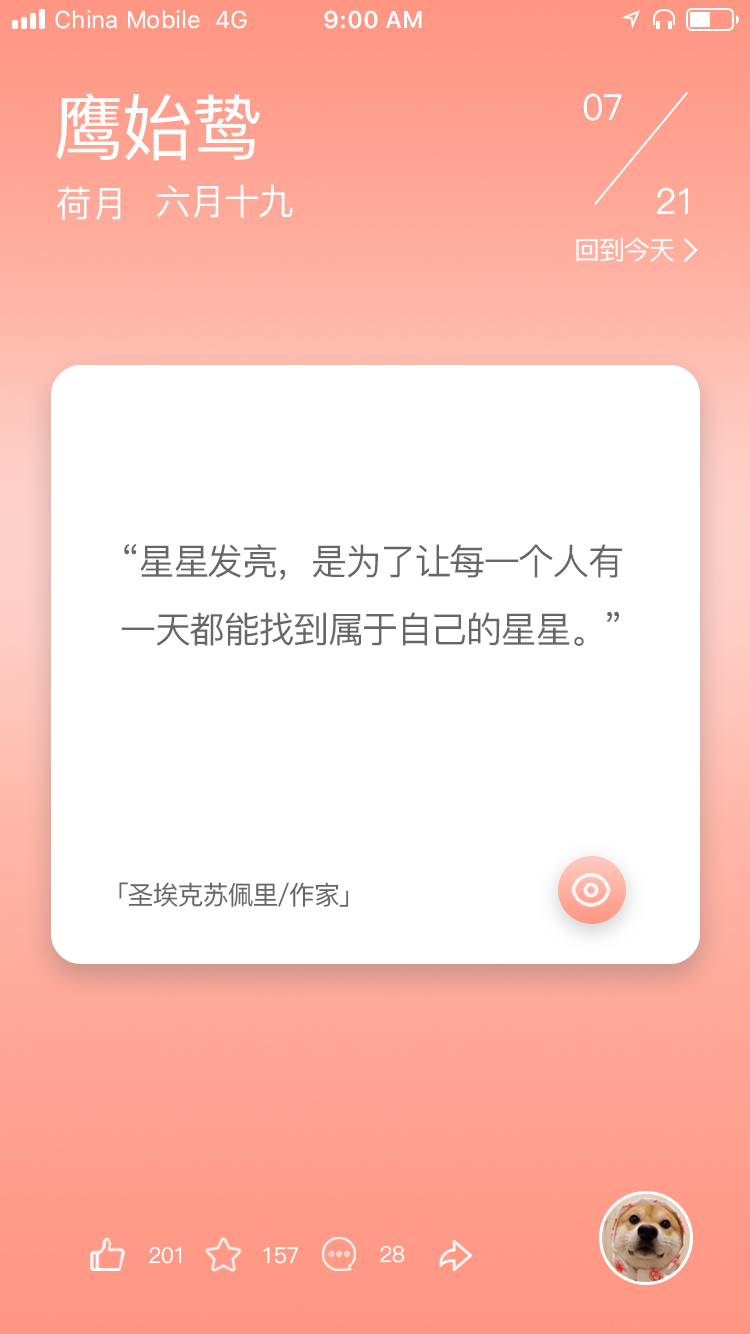 China Mobile 4G 9:00 AM
鹰始鸷
荷月 六月十九
07
21
回到今天
“星星发亮，是为了让每一个人有
一天都能找到属于自己的星星。”
「圣埃克苏佩里/作家」
201 157 28